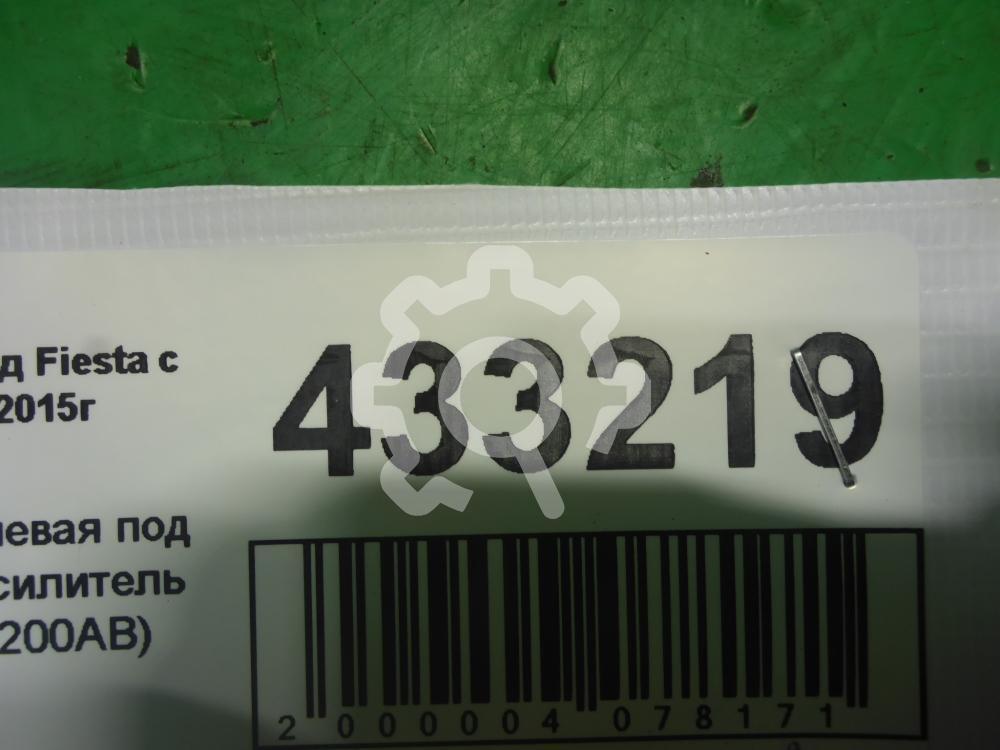 д Fiesta с
2015г
433219
левая под
силитель
200AB)
2 000004 078171